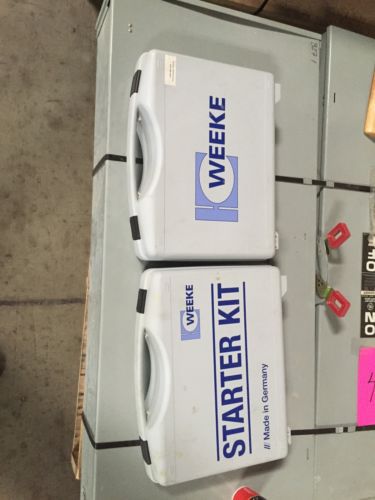 WEEKE
WEEKE
STARTER KIT
/// Made in Germany